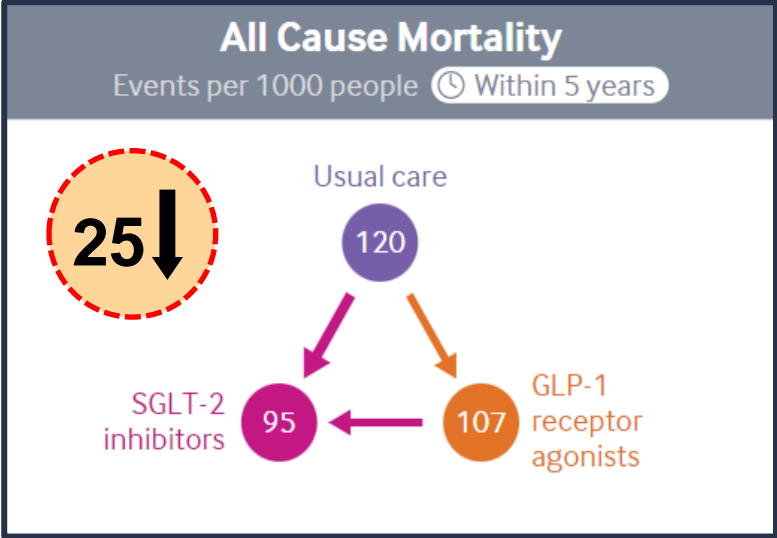 All Cause Mortality
Events per 1000 people Within 5 years
25
Usual care
120
SGLT-2
inhibitors
95
107
GLP-1
receptor
agonists